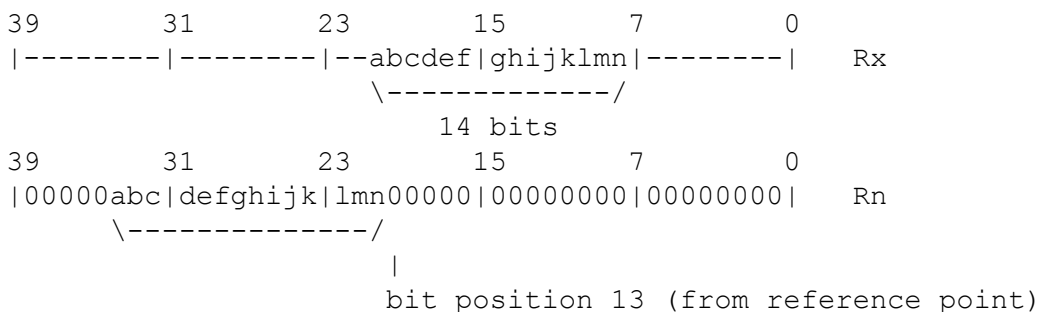 39       31       23       15       7        0
|--------|--------|--abcdef|ghijklmn|--------|   Rx
                     \-------------/
                         14 bits
39       31       23       15       7        0
|00000abc|defghijk|lmn00000|00000000|00000000|   Rn
      \--------------/
                      |
                      bit position 13 (from reference point)